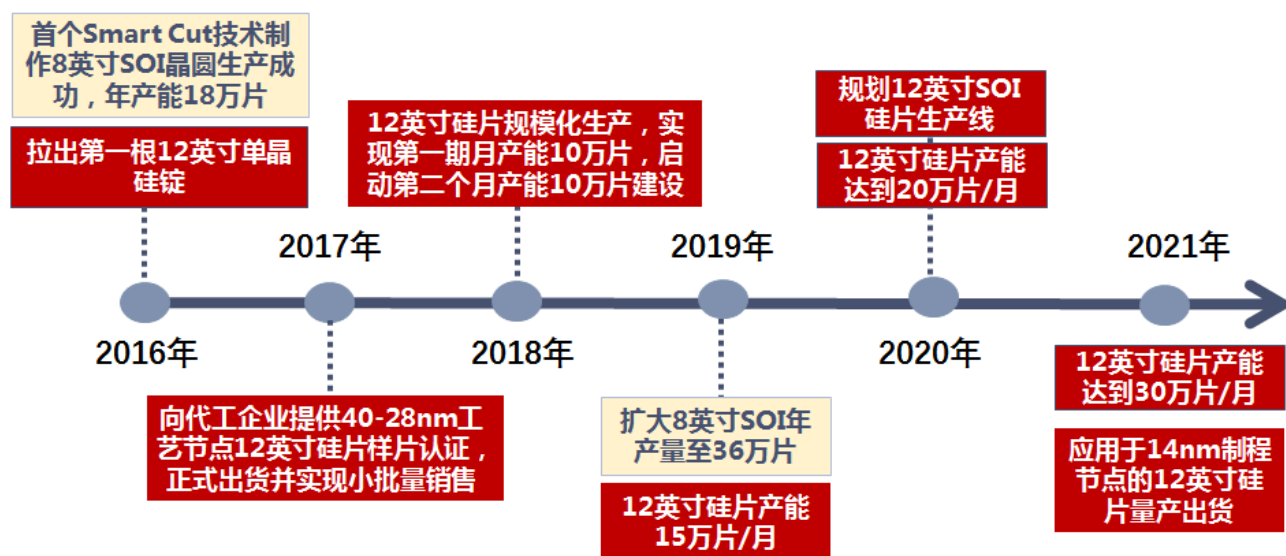 首个Smart Cut技术制
作8英寸SOI晶圆生产成
功，年产能18万片
拉出第一根12英寸单晶
硅锭
12英寸硅片规模化生产，实
现第一期月产能10万片，启
动第二个月产能10万片建设
规划12英寸SOI
硅片生产线
12英寸硅片产能
达到20万片/月
2017年
2019年
2021年
2016年
2018年
2020年
向代工企业提供40-28nm工
艺节点12英寸硅片样片认证，
正式出货并实现小批量销售
扩大8英寸SOI年
产量至36万片
12英寸硅片产能
15万片/月
12英寸硅片产能
达到30万片/月
应用于14nm制程
节点的12英寸硅
片量产出货